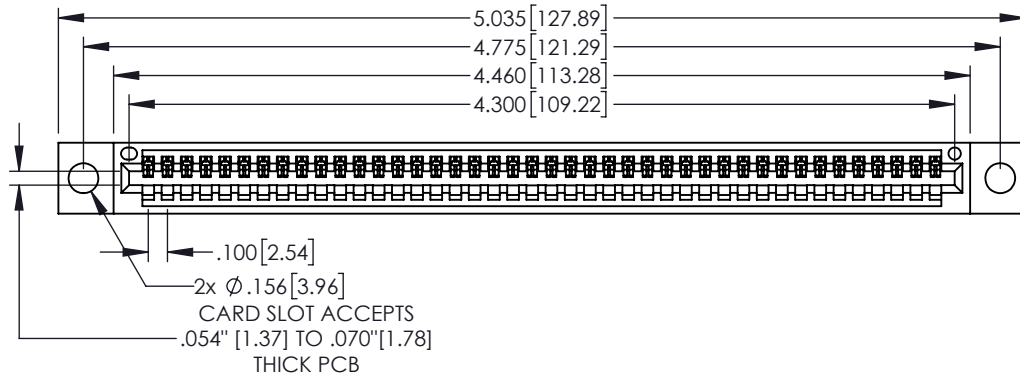 5.035[127.89]
4.775[121.29]
4.460[113.28]
4.300[109.22]
.100[2.54]
2x Ø.156[3.96]
CARD SLOT ACCEPTS
.054" [1.37] TO .070"[1.78]
THICK PCB